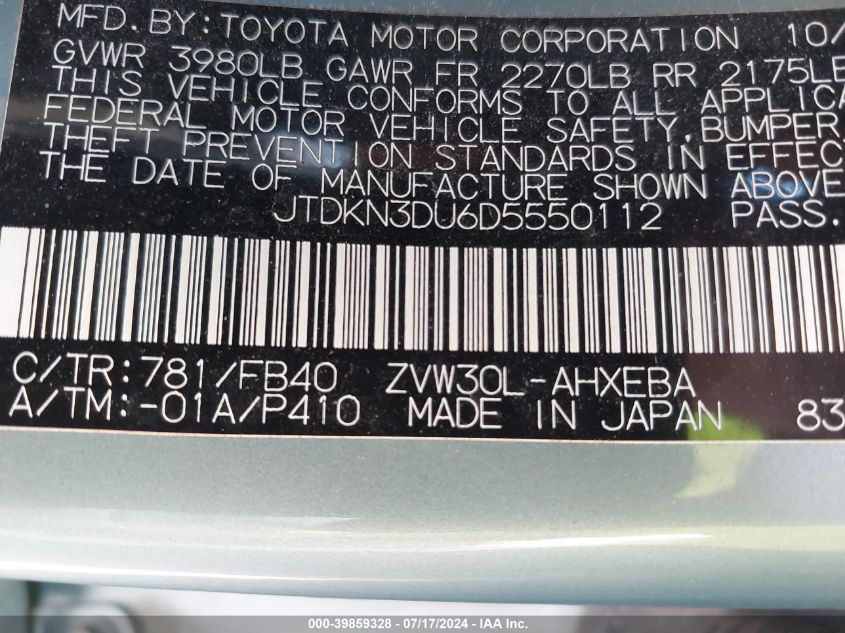 MFD. BY: TOYOTA MOTOR CORPORATION 10/
GVWR 3980LB GAWR FR 2270LB RR 2175LB
THIS VEHICLE CONFORMS TO ALL APPLICA
FEDERAL MOTOR VEHICLE SAFETY, BUMPER,
THEFT PREVENTION STANDARDS IN EFFEC
THE DATE OF MANUFACTURE SHOWN ABOVE
JTDKN3DU6D5550112 PASS.
C/TR: 781/FB40 ZVW30L-AHXEBA
A/TM: -01A/P410 MADE IN JAPAN 83
000-39859328 - 07/17/2024 - IAA Inc.